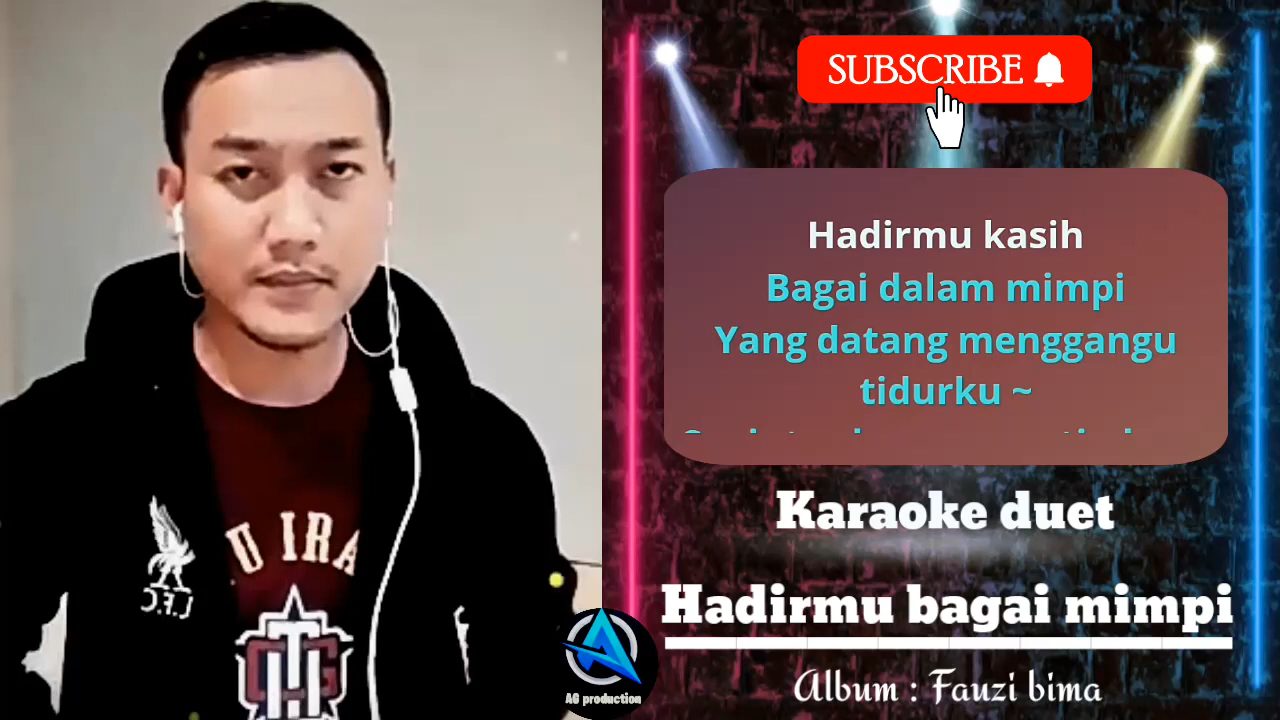 SUBSCRIBE
Hadirmu kasih
Bagai dalam mimpi
Yang datang menggangu
tidurku ~
Karaoke duet
Hadirmu bagai mimpi
Album : Fauzi bima
AG production
U IRA
L.F.C